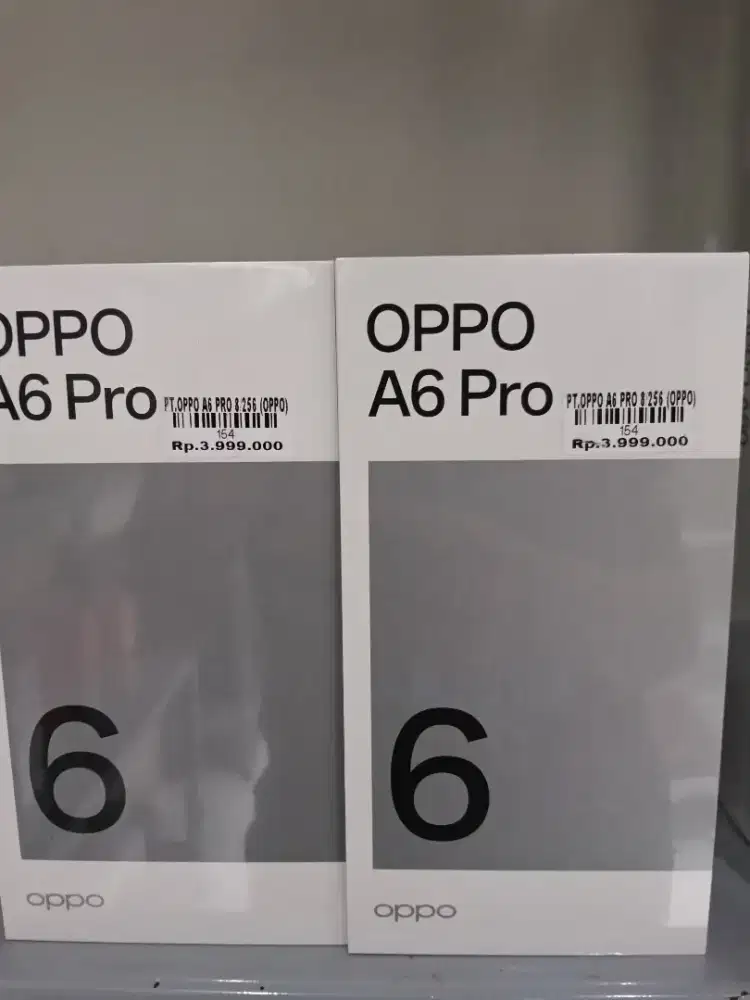 OPPO
A6 Pro
PT.OPPO A6 PRO 8/256 (OPPO)
154
Rp.3.999.000
6
oppo
OPPO
A6 Pro
PT.OPPO A6 PRO 8/256 (OPPO)
154
Rp.3.999.000
6
oppo